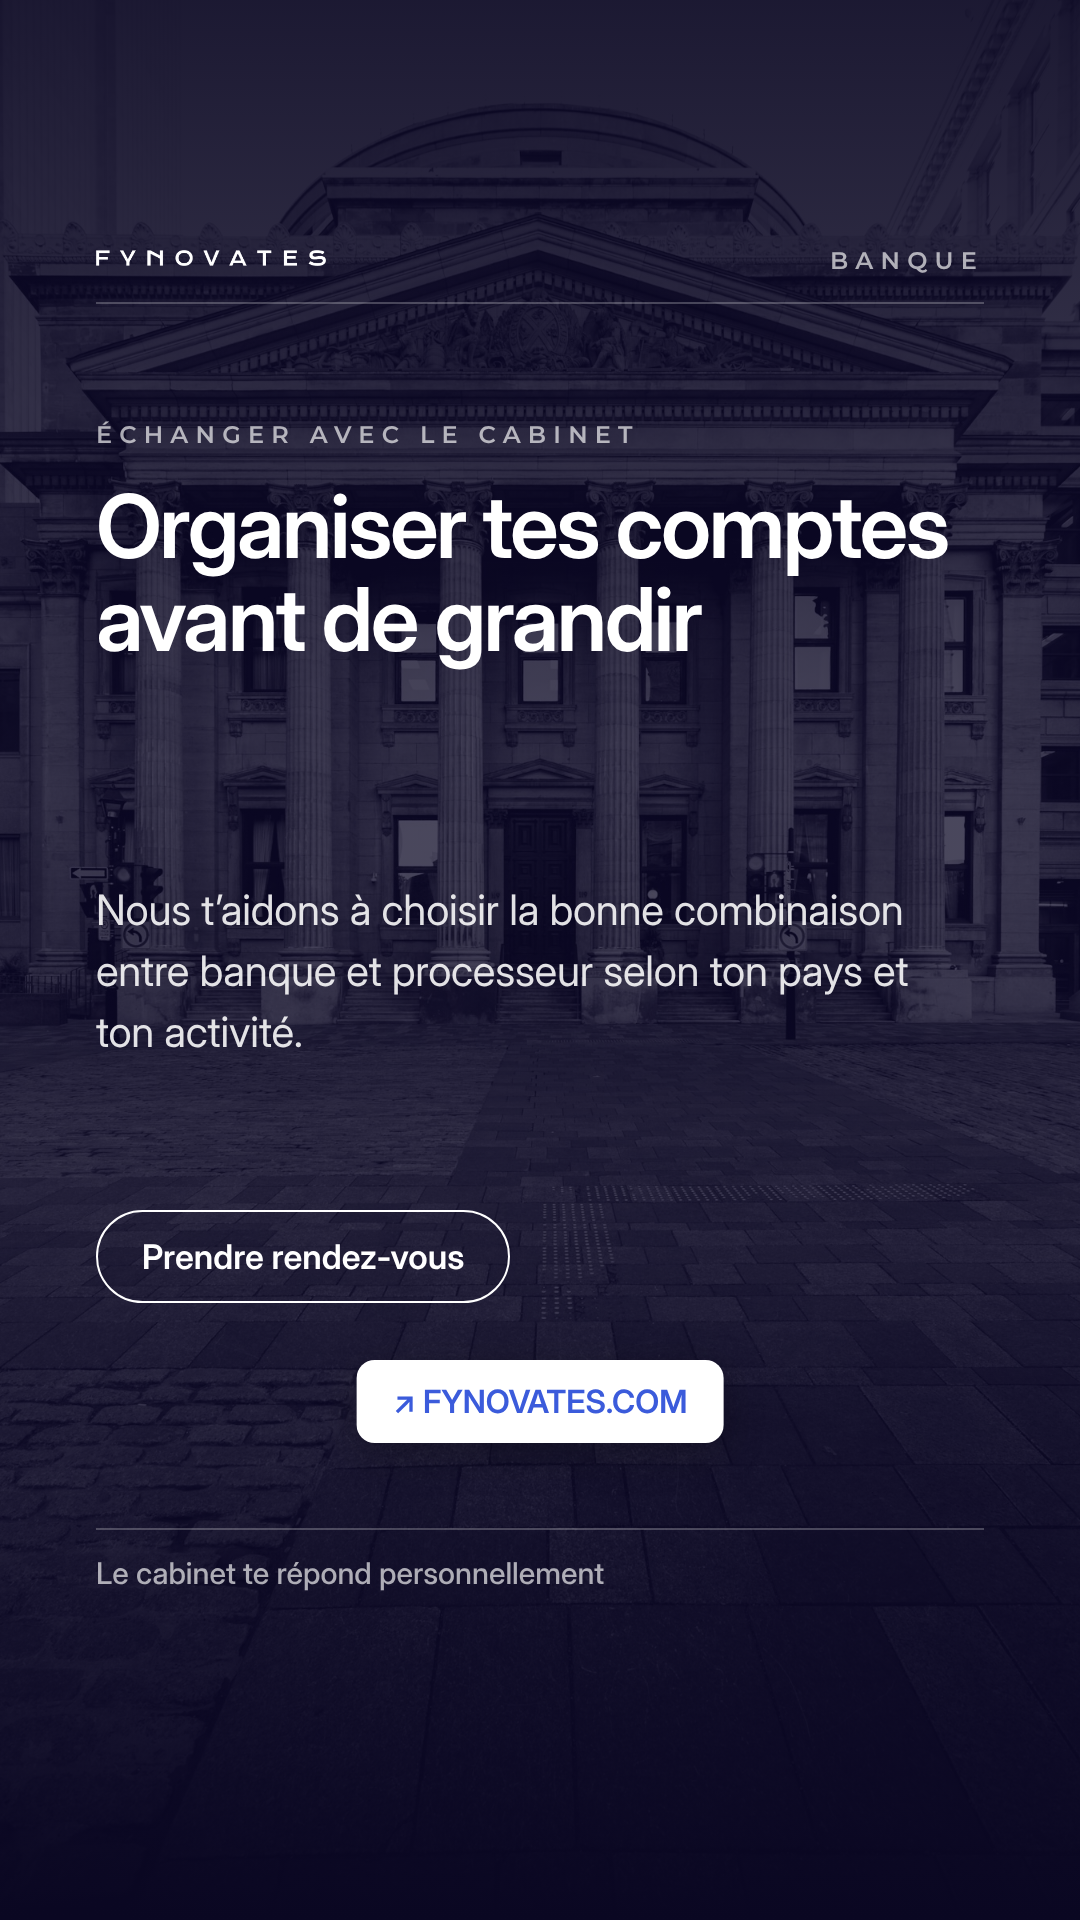 FYNOVATES
BANQUE
ÉCHANGER AVEC LE CABINET
Organiser tes comptes
avant de grandir
Nous t’aidons à choisir la bonne combinaison
entre banque et processeur selon ton pays et
ton activité.
Prendre rendez-vous
↗ FYNOVATES.COM
Le cabinet te répond personnellement